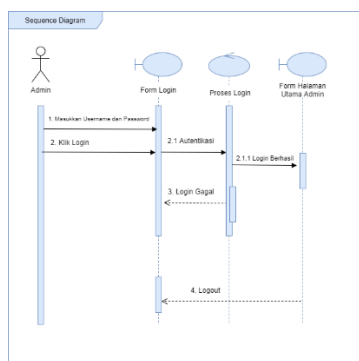 Sequence Diagram
Admin
Form Login
Proses Login
Form Halaman
Utama Admin
1. Masukkan Username dan Password
2. Klik Login
2.1 Autentikasi
2.1.1 Login Berhasil
3. Login Gagal
4. Logout